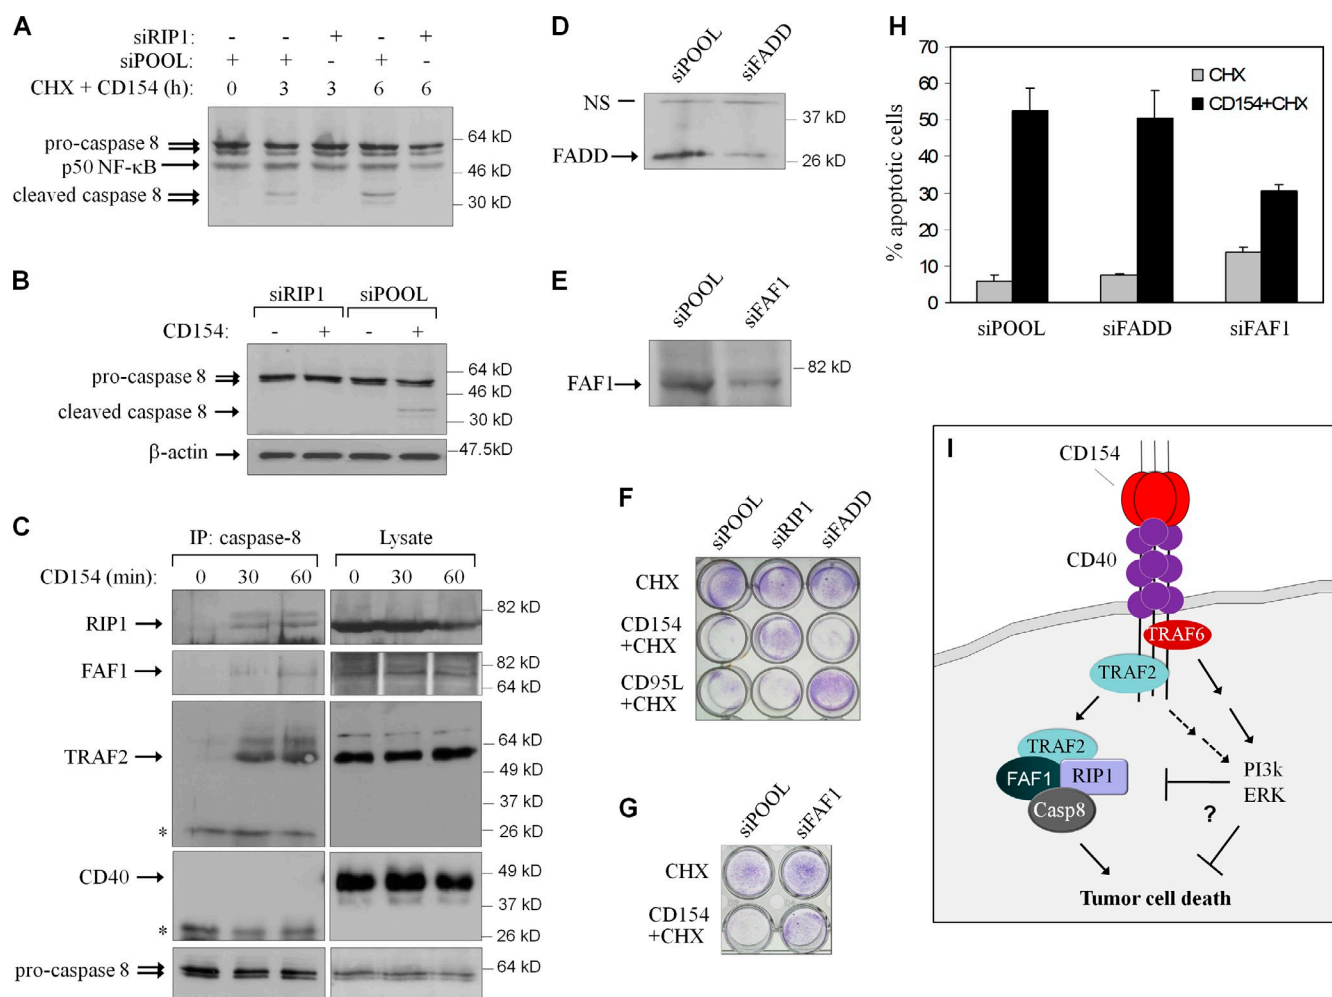 A
siRIP1: - - + - +
siPOOL: + + - + -
CHX + CD154 (h): 0 3 3 6 6
pro-caspase 8
p50 NF-κB
cleaved caspase 8
64 kD
46 kD
30 kD
B
siRIP1 siPOOL
CD154: - + - +
pro-caspase 8
cleaved caspase 8
β-actin
64 kD
46 kD
30 kD
47.5kD
C
IP: caspase-8 Lysate
CD154 (min): 0 30 60 0 30 60
RIP1
82 kD
FAF1
82 kD
64 kD
TRAF2
64 kD
49 kD
37 kD
* 26 kD
CD40
49 kD
37 kD
* 26 kD
pro-caspase 8
64 kD
D
siPOOL siFADD
NS
37 kD
FADD
26 kD
E
siPOOL siFAF1
82 kD
FAF1
F
siPOOL siRIP1 siFADD
CHX
CD154
+CHX
CD95L
+CHX
G
siPOOL siFAF1
CHX
CD154
+CHX
H
% apoptotic cells
70
60
50
40
30
20
10
0
CHX
CD154+CHX
siPOOL siFADD siFAF1
I
CD154
CD40
TRAF6
TRAF2
TRAF2
FAF1 RIP1
Casp8
PI3k
ERK
?
Tumor cell death